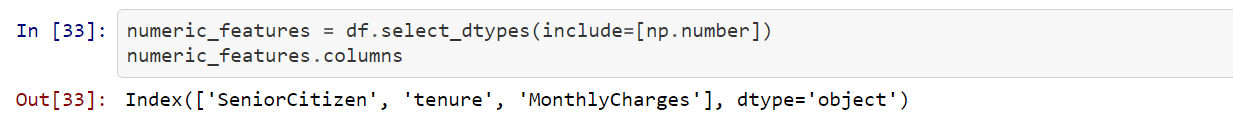 In [33]: numeric_features = df.select_dtypes(include=[np.number])
numeric_features.columns
Out[33]: Index(['SeniorCitizen', 'tenure', 'MonthlyCharges'], dtype='object')